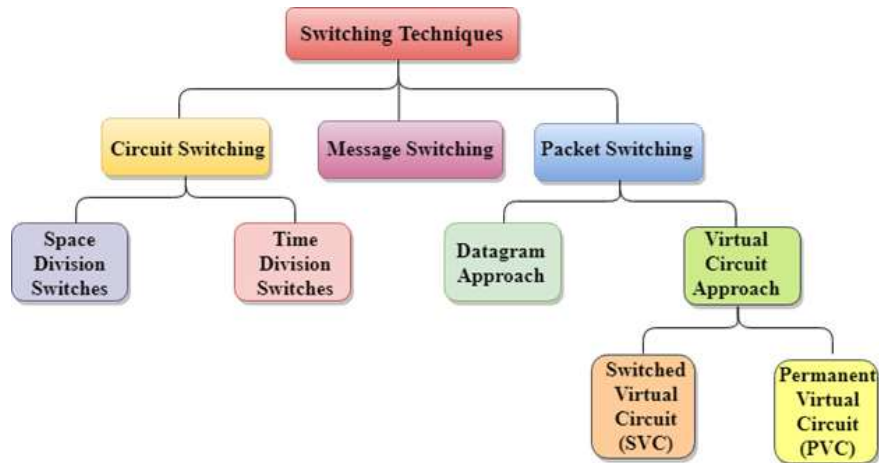 Switching Techniques
Circuit Switching
Message Switching
Packet Switching
Space
Division
Switches
Time
Division
Switches
Datagram
Approach
Virtual
Circuit
Approach
Switched
Virtual
Circuit
(SVC)
Permanent
Virtual
Circuit
(PVC)